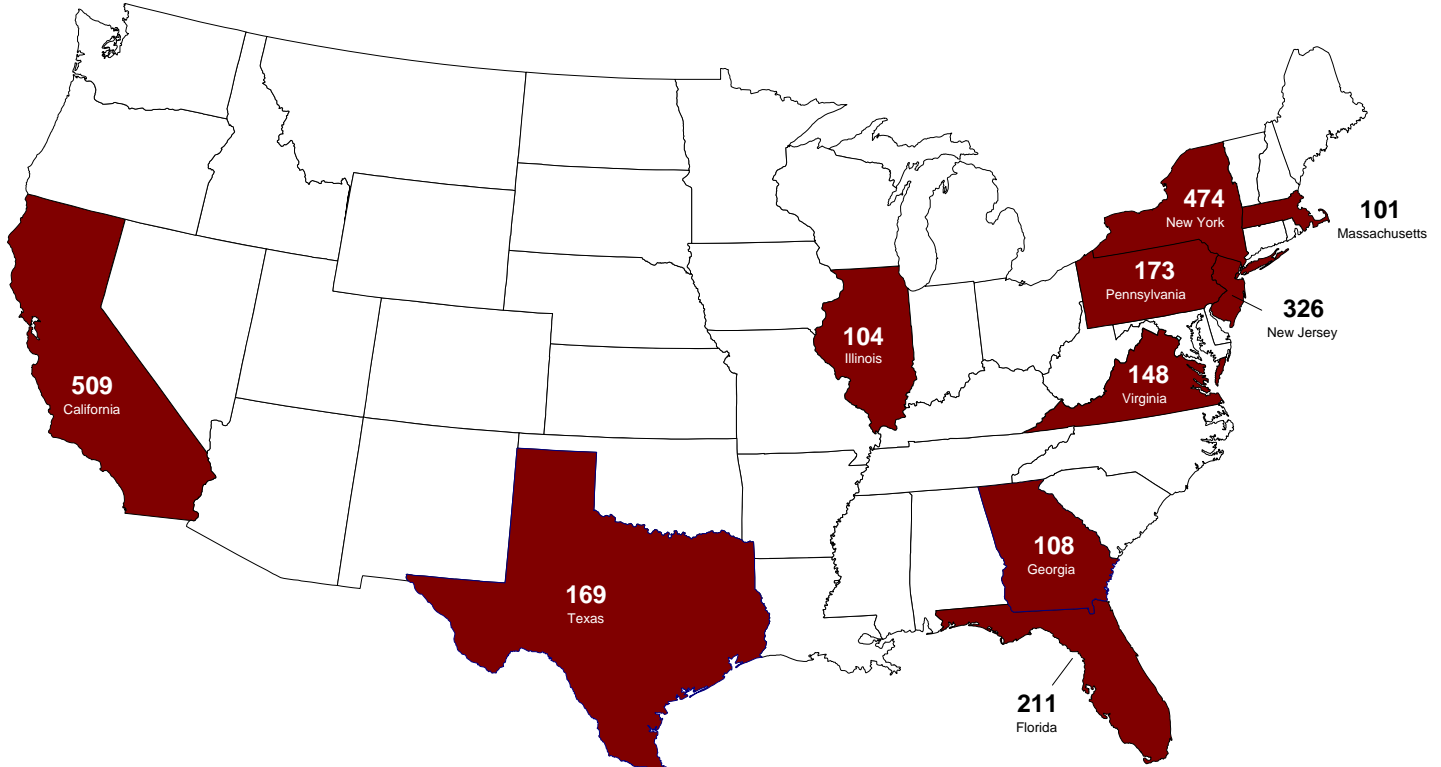 474
New York
101
Massachusetts
173
Pennsylvania
326
New Jersey
104
Illinois
148
Virginia
509
California
108
Georgia
169
Texas
211
Florida